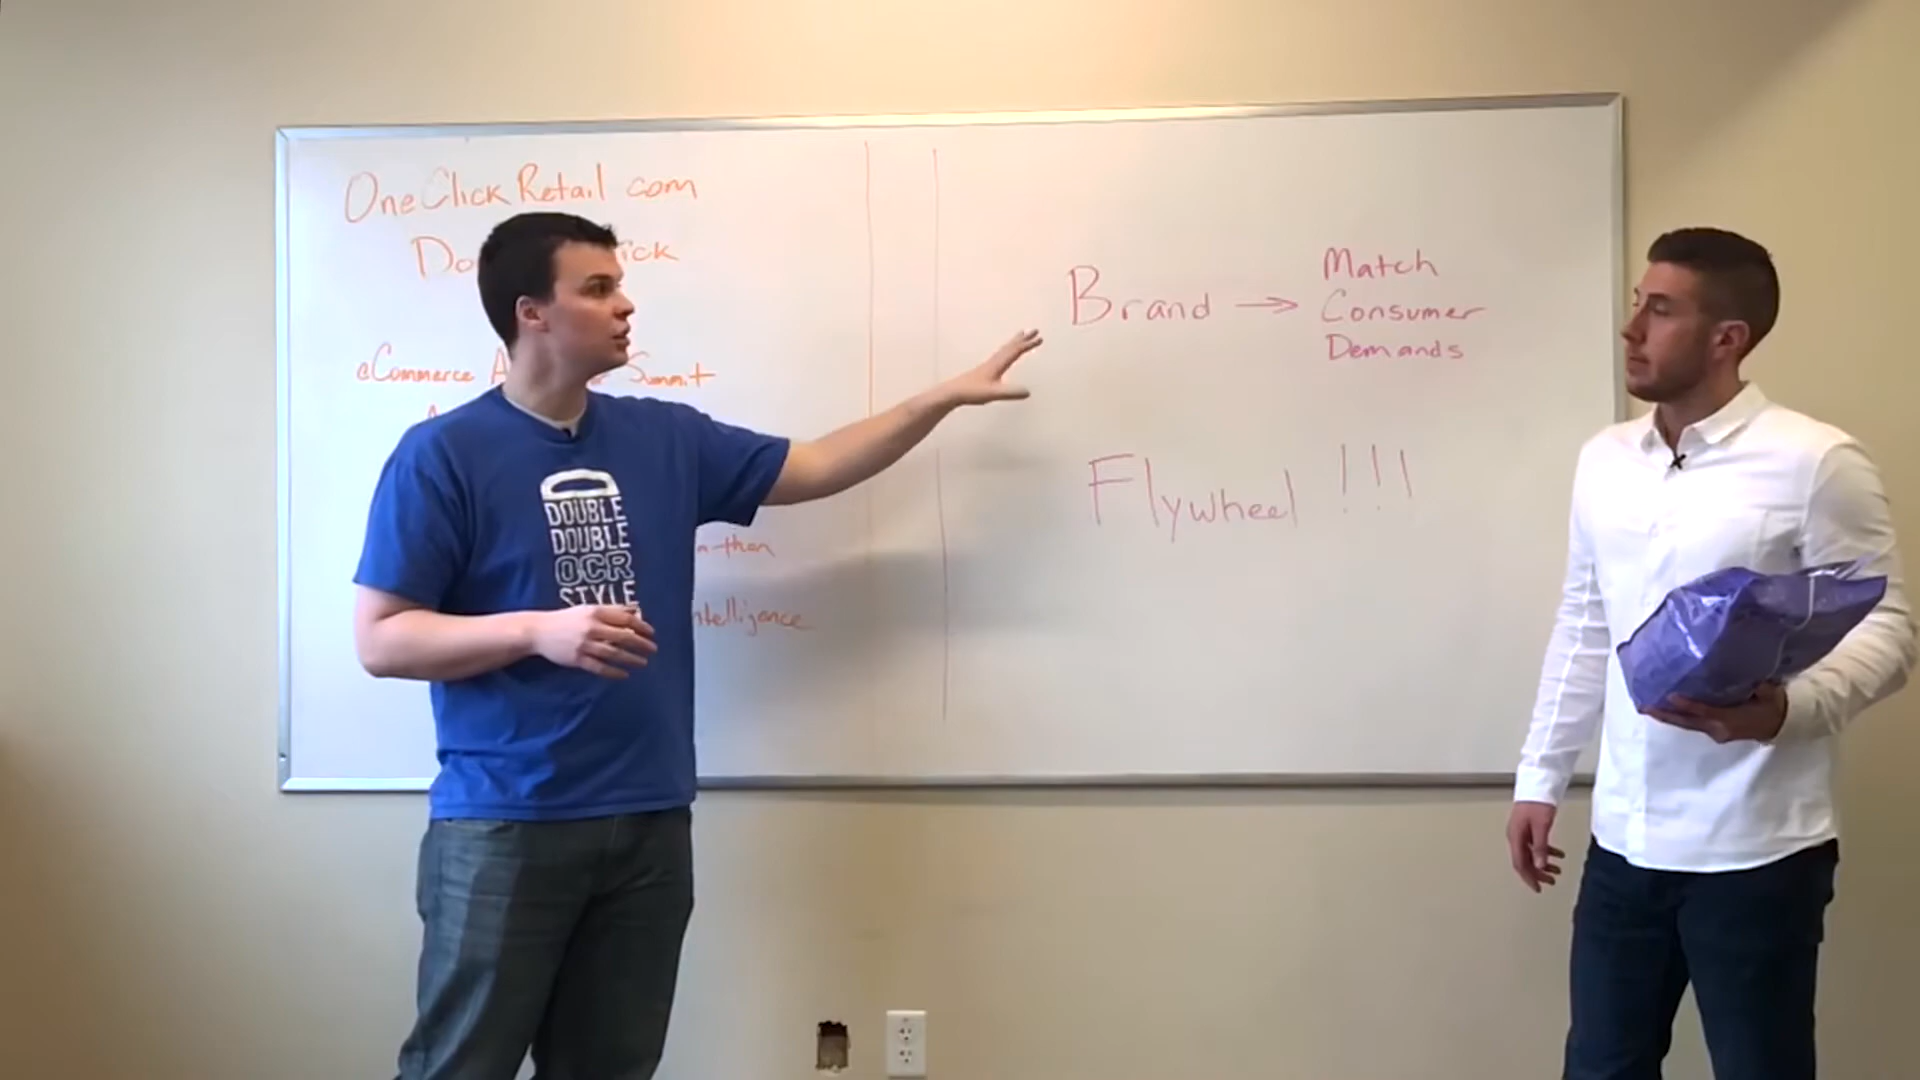 OneClickRetail com
eCommerce Summit
Brand → Match
Consumer
Demands
Flywheel !!!
DOUBLE
DOUBLE
OCR
STYLE